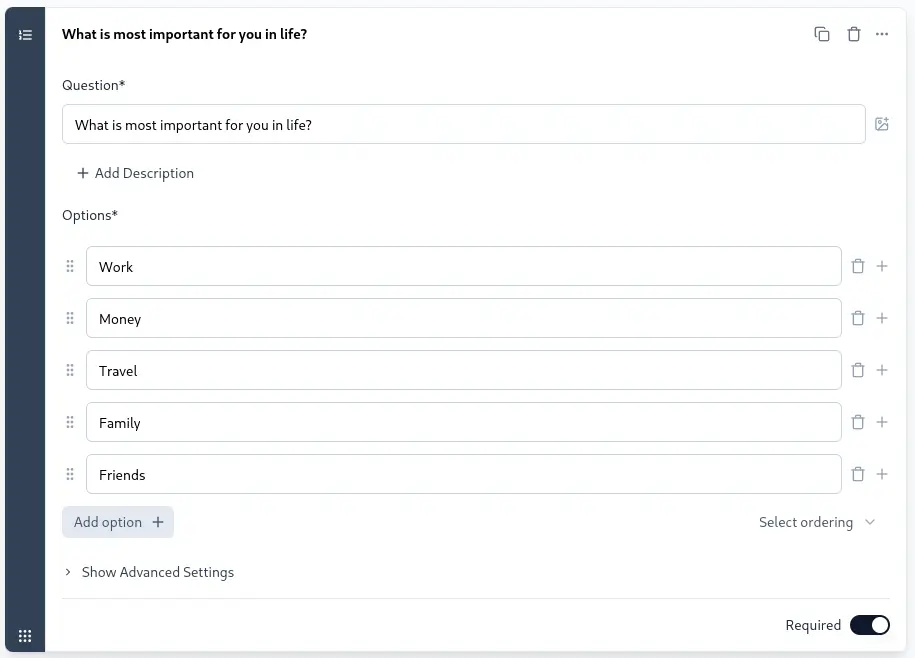 What is most important for you in life?
Question*
What is most important for you in life?
Add Description
Options*
Work
Money
Travel
Family
Friends
Add option
Select ordering
Show Advanced Settings
Required